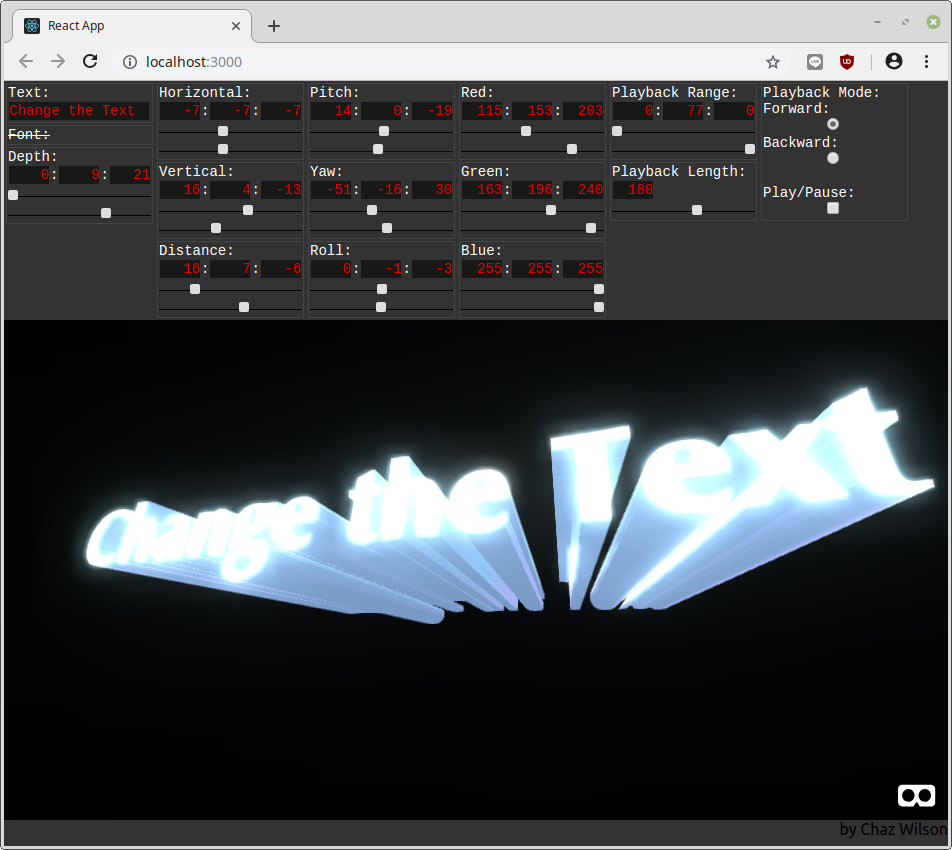 React App
localhost:3000
Text:
Change the Text
Font:
Depth:
0: 9: 21
Horizontal:
-7: -7: -7
Vertical:
16: 4: -13
Distance:
16: 7: -6
Pitch:
14: 0: -19
Yaw:
-51: -16: 30
Roll:
0: -1: -3
Red:
115: 153: 203
Green:
163: 196: 240
Blue:
255: 255: 255
Playback Range:
0: 77: 0
Playback Length:
180
Playback Mode:
Forward:
Backward:
Play/Pause:
Change the Text
by Chaz Wilson